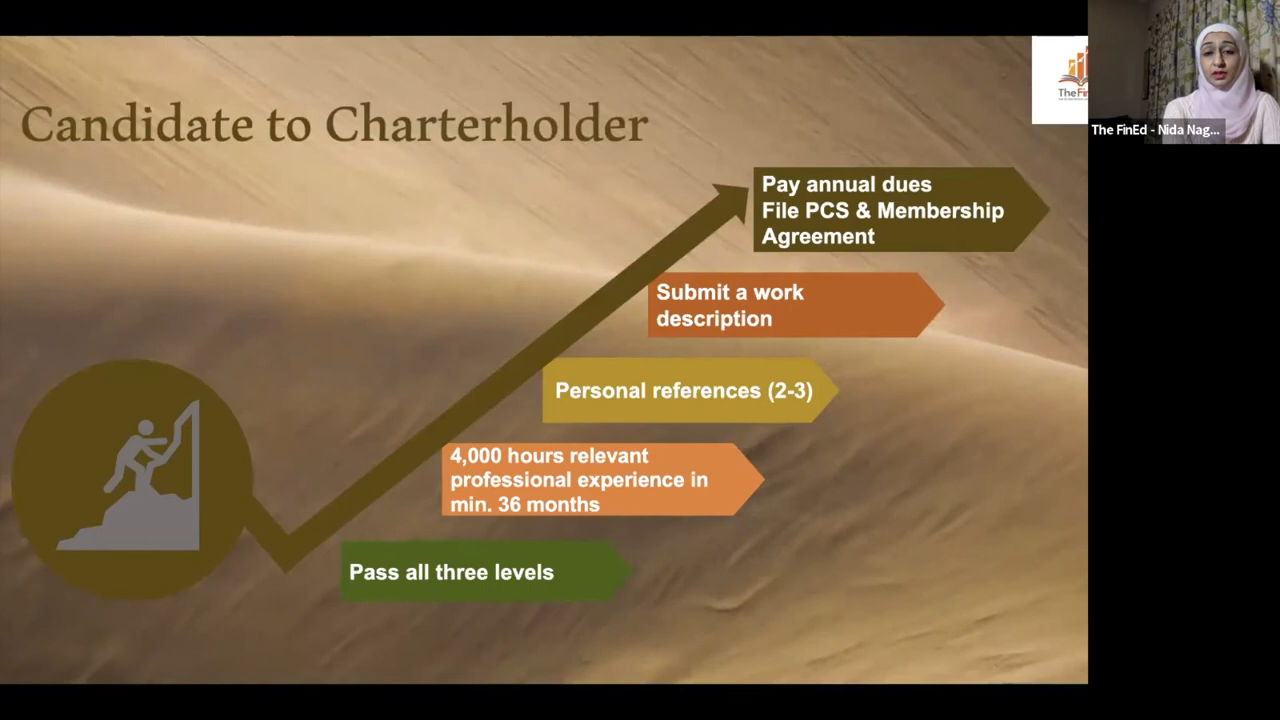 Candidate to Charterholder
The FinEd - Nida Nag...
Pay annual dues
File PCS & Membership
Agreement
Submit a work
description
Personal references (2-3)
4,000 hours relevant
professional experience in
min. 36 months
Pass all three levels